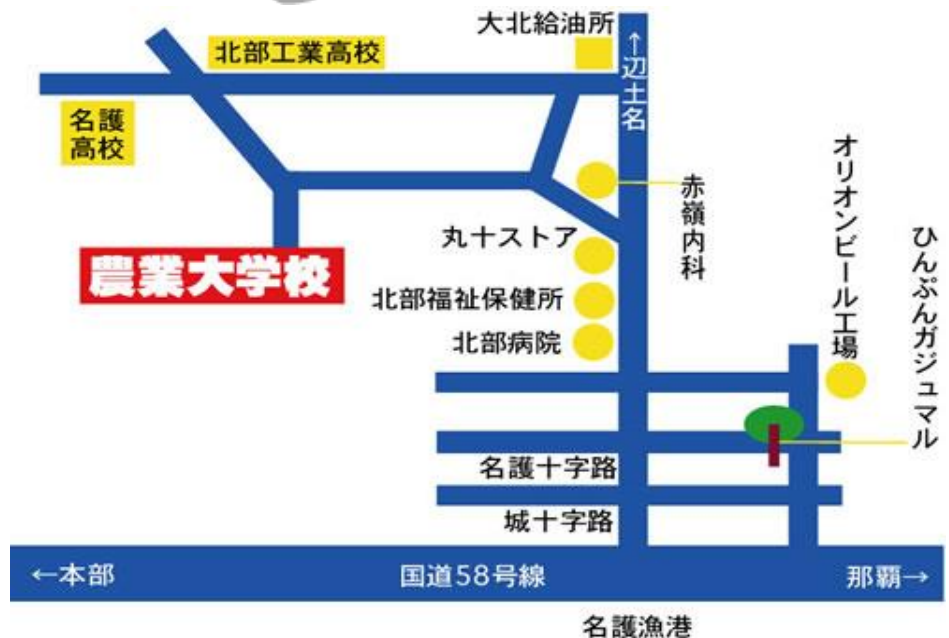 大北給油所
北部工業高校
↑辺土名
名護
高校
オリオンビール工場
赤嶺内科
ひんぷんガジュマル
丸十ストア
農業大学校
北部福祉保健所
北部病院
名護十字路
城十字路
←本部
国道58号線
那覇→
名護漁港